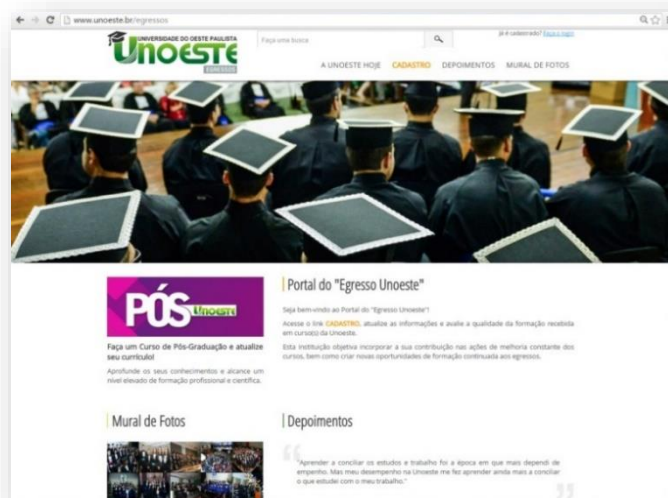 www.unoeste.br/egressos
UNIVERSIDADE DO OESTE PAULISTA
UNOESTE
EGRESSO
Faça uma busca
Já é cadastrado? Faça o login
A UNOESTE HOJE CADASTRO DEPOIMENTOS MURAL DE FOTOS
PÓS UNOESTE
Faça um Curso de Pós-Graduação e atualize
seu currículo!
Aprofunde os seus conhecimentos e alcance um
nível elevado de formação profissional e científica.
Portal do "Egresso Unoeste"
Seja bem-vindo ao Portal do "Egresso Unoeste"!
Acesse o link CADASTRO, atualize as informações e avalie a qualidade da formação recebida
em curso(s) da Unoeste.
Esta Instituição objetiva incorporar a sua contribuição nas ações de melhoria constante dos
cursos, bem como criar novas oportunidades de formação continuada aos egressos.
Mural de Fotos
Depoimentos
"Aprender a conciliar os estudos e trabalho foi a época em que mais dependi de
empenho. Mas meu desempenho na Unoeste me fez aprender ainda mais a conciliar
o que estudei com o meu trabalho."